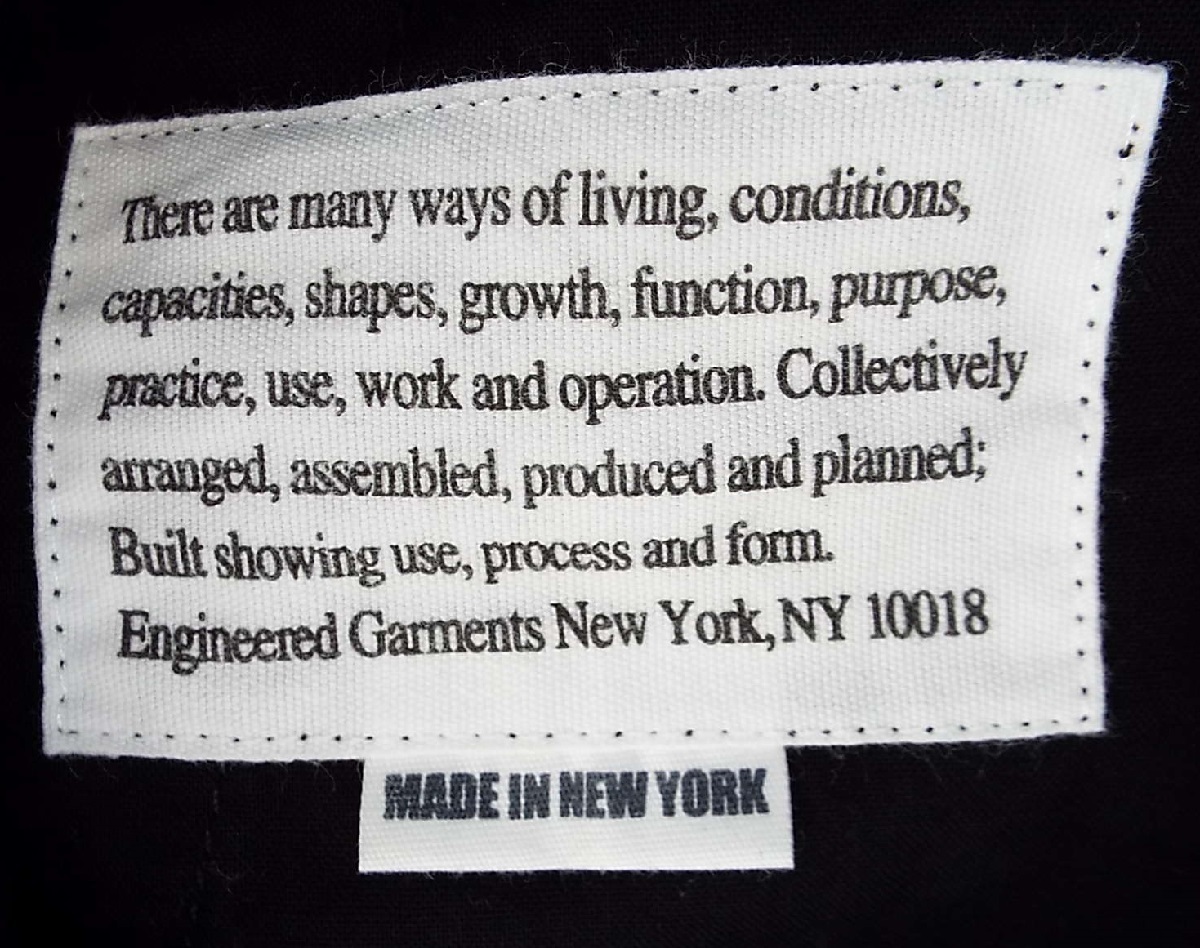 There are many ways of living, conditions,
capacities, shapes, growth, function, purpose,
practice, use, work and operation. Collectively
arranged, assembled, produced and planned;
Built showing use, process and form.
Engineered Garments New York, NY 10018
MADE IN NEW YORK